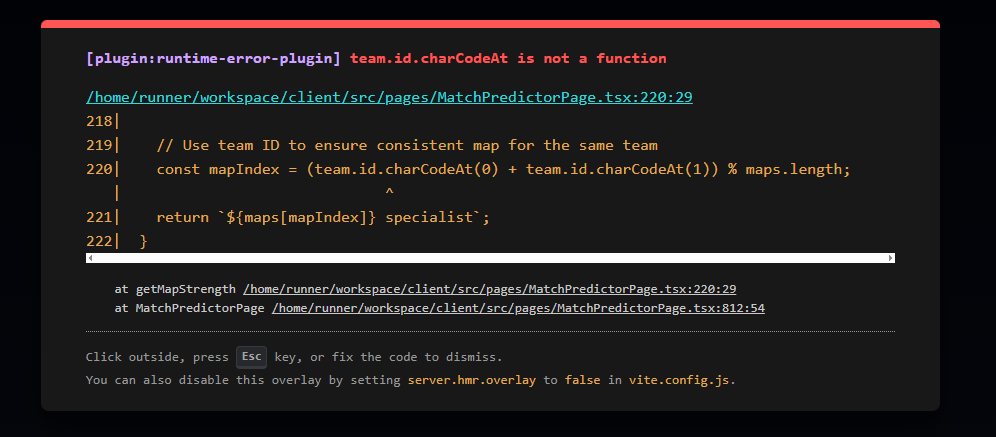 [plugin:runtime-error-plugin] team.id.charCodeAt is not a function
/home/runner/workspace/client/src/pages/MatchPredictorPage.tsx:220:29
218|
219|    // Use team ID to ensure consistent map for the same team
220|    const mapIndex = (team.id.charCodeAt(0) + team.id.charCodeAt(1)) % maps.length;
   |                               ^
221|    return `${maps[mapIndex]} specialist`;
222|  }
at getMapStrength /home/runner/workspace/client/src/pages/MatchPredictorPage.tsx:220:29
at MatchPredictorPage /home/runner/workspace/client/src/pages/MatchPredictorPage.tsx:812:54
Click outside, press Esc key, or fix the code to dismiss.
You can also disable this overlay by setting server.hmr.overlay to false in vite.config.js.